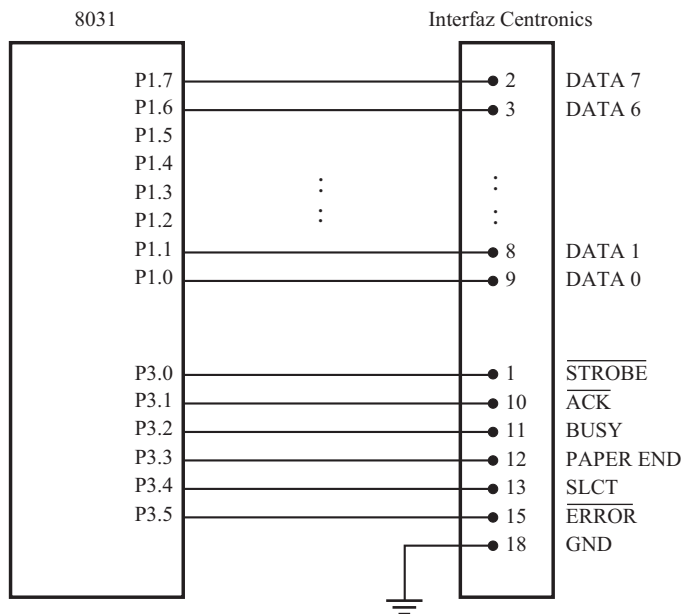 8031 Interfaz Centronics
P1.7 2 DATA 7
P1.6 3 DATA 6
P1.5
P1.4
P1.3
P1.2
P1.1 8 DATA 1
P1.0 9 DATA 0
P3.0 1 STROBE
P3.1 10 ACK
P3.2 11 BUSY
P3.3 12 PAPER END
P3.4 13 SLCT
P3.5 15 ERROR
18 GND